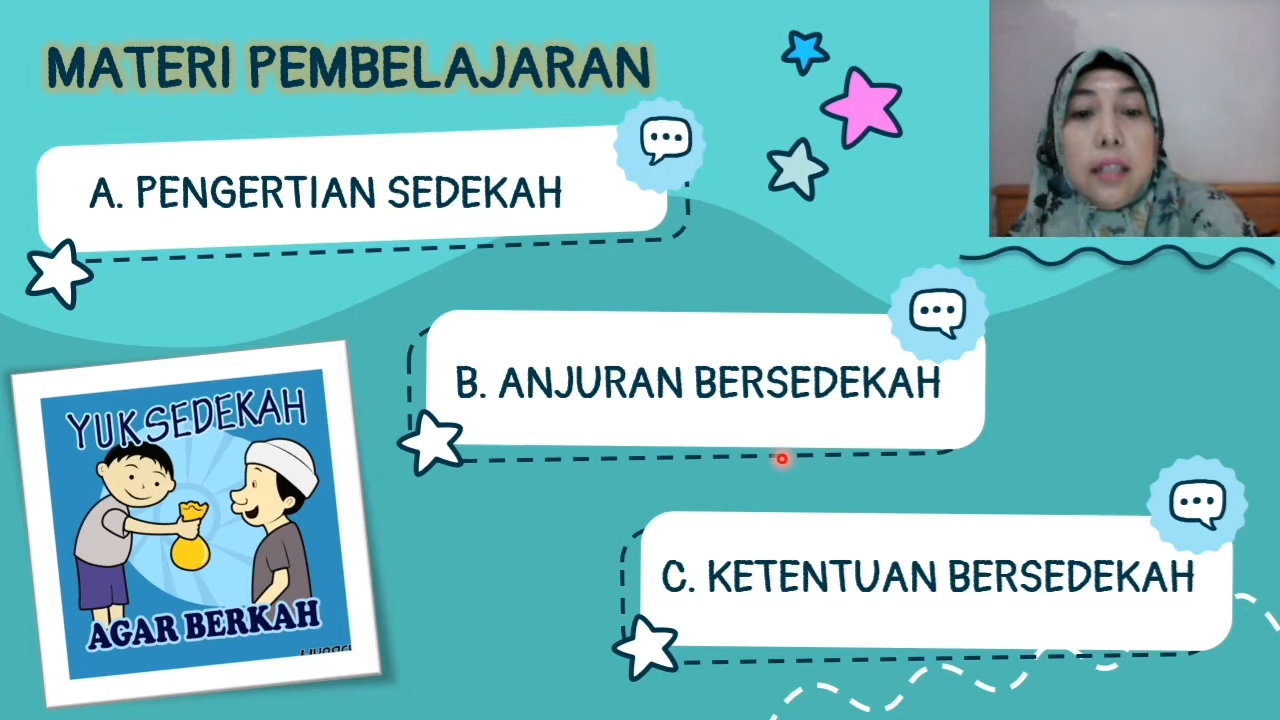 MATERI PEMBELAJARAN
A. PENGERTIAN SEDEKAH
B. ANJURAN BERSEDEKAH
C. KETENTUAN BERSEDEKAH
YUK SEDEKAH
AGAR BERKAH